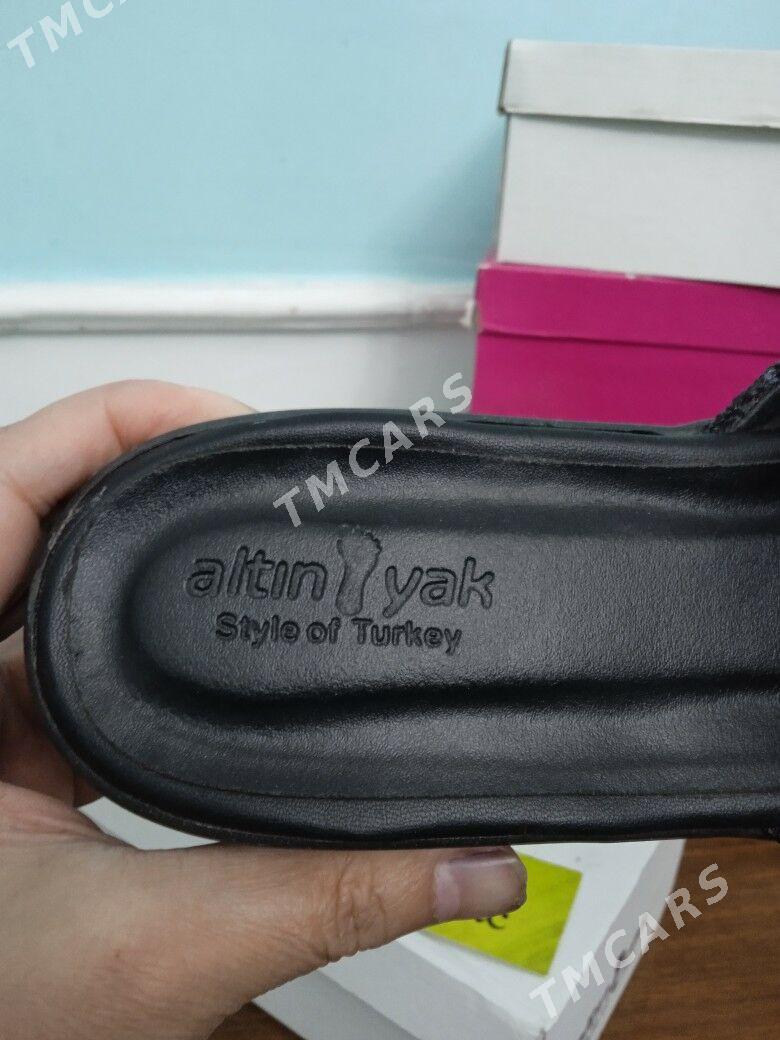 TMCARS
TMCARS
altın yak
Style of Turkey
TMCARS